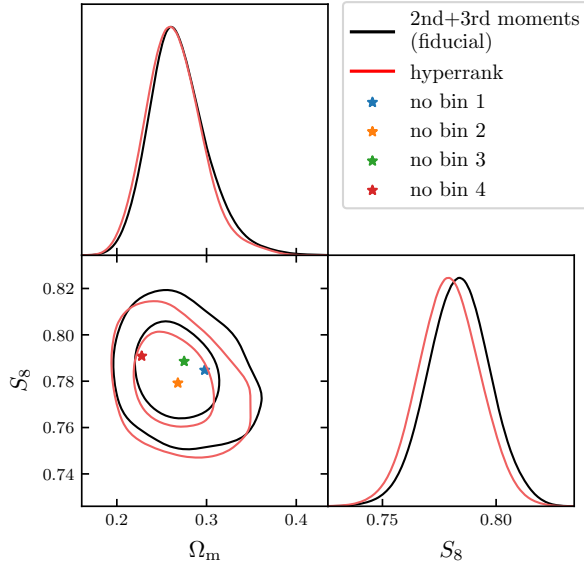 2nd+3rd moments
(fiducial)
hyperrank
no bin 1
no bin 2
no bin 3
no bin 4
0.82
0.80
0.78
0.76
0.74
S₈
0.2
0.3
0.4
Ωₘ
0.75
0.80
S₈